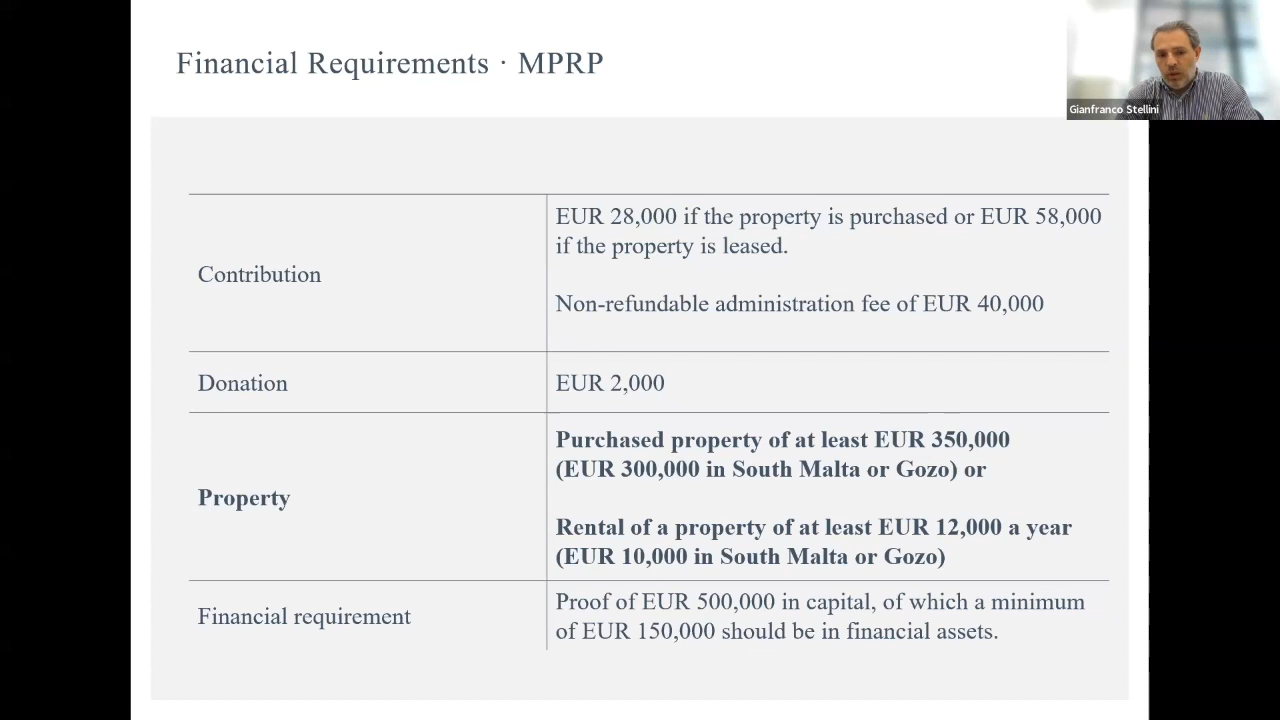 Financial Requirements · MPRP
Gianfranco Stellini
Contribution
EUR 28,000 if the property is purchased or EUR 58,000
if the property is leased.
Non-refundable administration fee of EUR 40,000
Donation
EUR 2,000
Property
Purchased property of at least EUR 350,000
(EUR 300,000 in South Malta or Gozo) or
Rental of a property of at least EUR 12,000 a year
(EUR 10,000 in South Malta or Gozo)
Financial requirement
Proof of EUR 500,000 in capital, of which a minimum
of EUR 150,000 should be in financial assets.